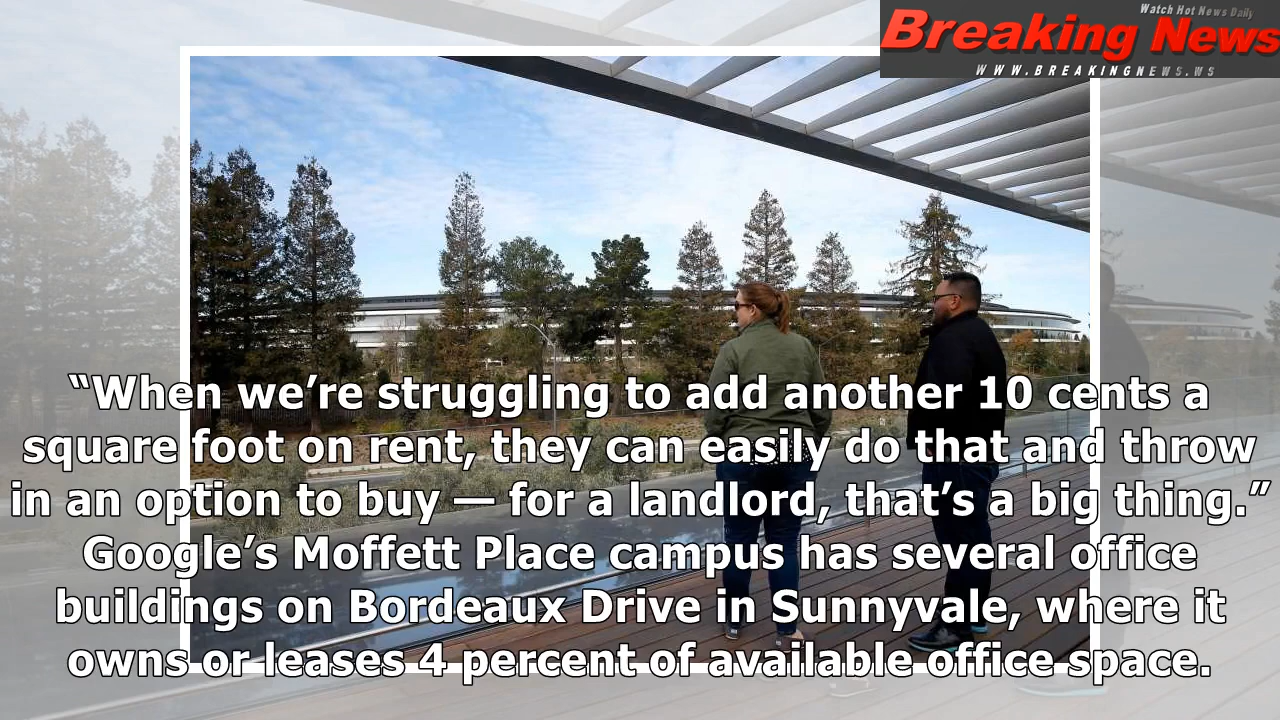 Watch Hot News Daily
Breaking News
WWW.BREAKINGNEWS.WS
“When we’re struggling to add another 10 cents a
square foot on rent, they can easily do that and throw
in an option to buy — for a landlord, that’s a big thing.”
Google’s Moffett Place campus has several office
buildings on Bordeaux Drive in Sunnyvale, where it
owns or leases 4 percent of available office space.